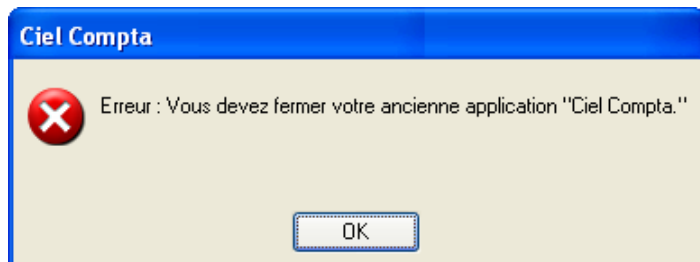 Ciel Compta
Erreur : Vous devez fermer votre ancienne application "Ciel Compta."
OK